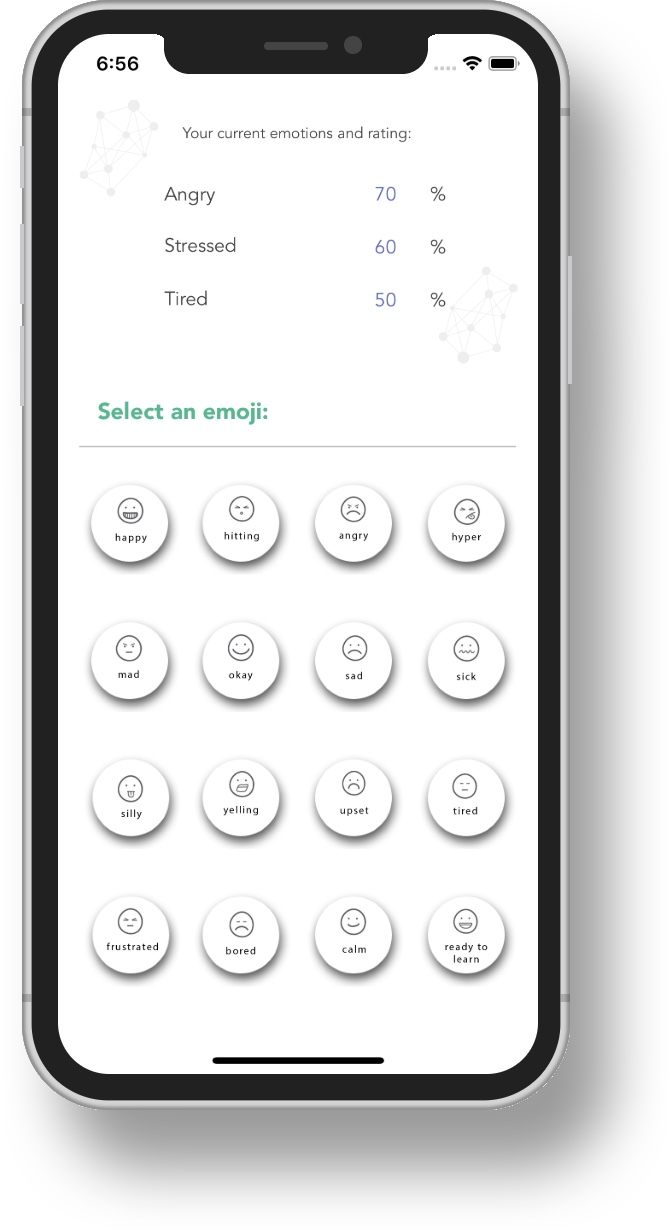 6:56
Your current emotions and rating:
Angry 70 %
Stressed 60 %
Tired 50 %
Select an emoji:
happy hitting angry hyper
mad okay sad sick
silly yelling upset tired
frustrated bored calm ready to
learn